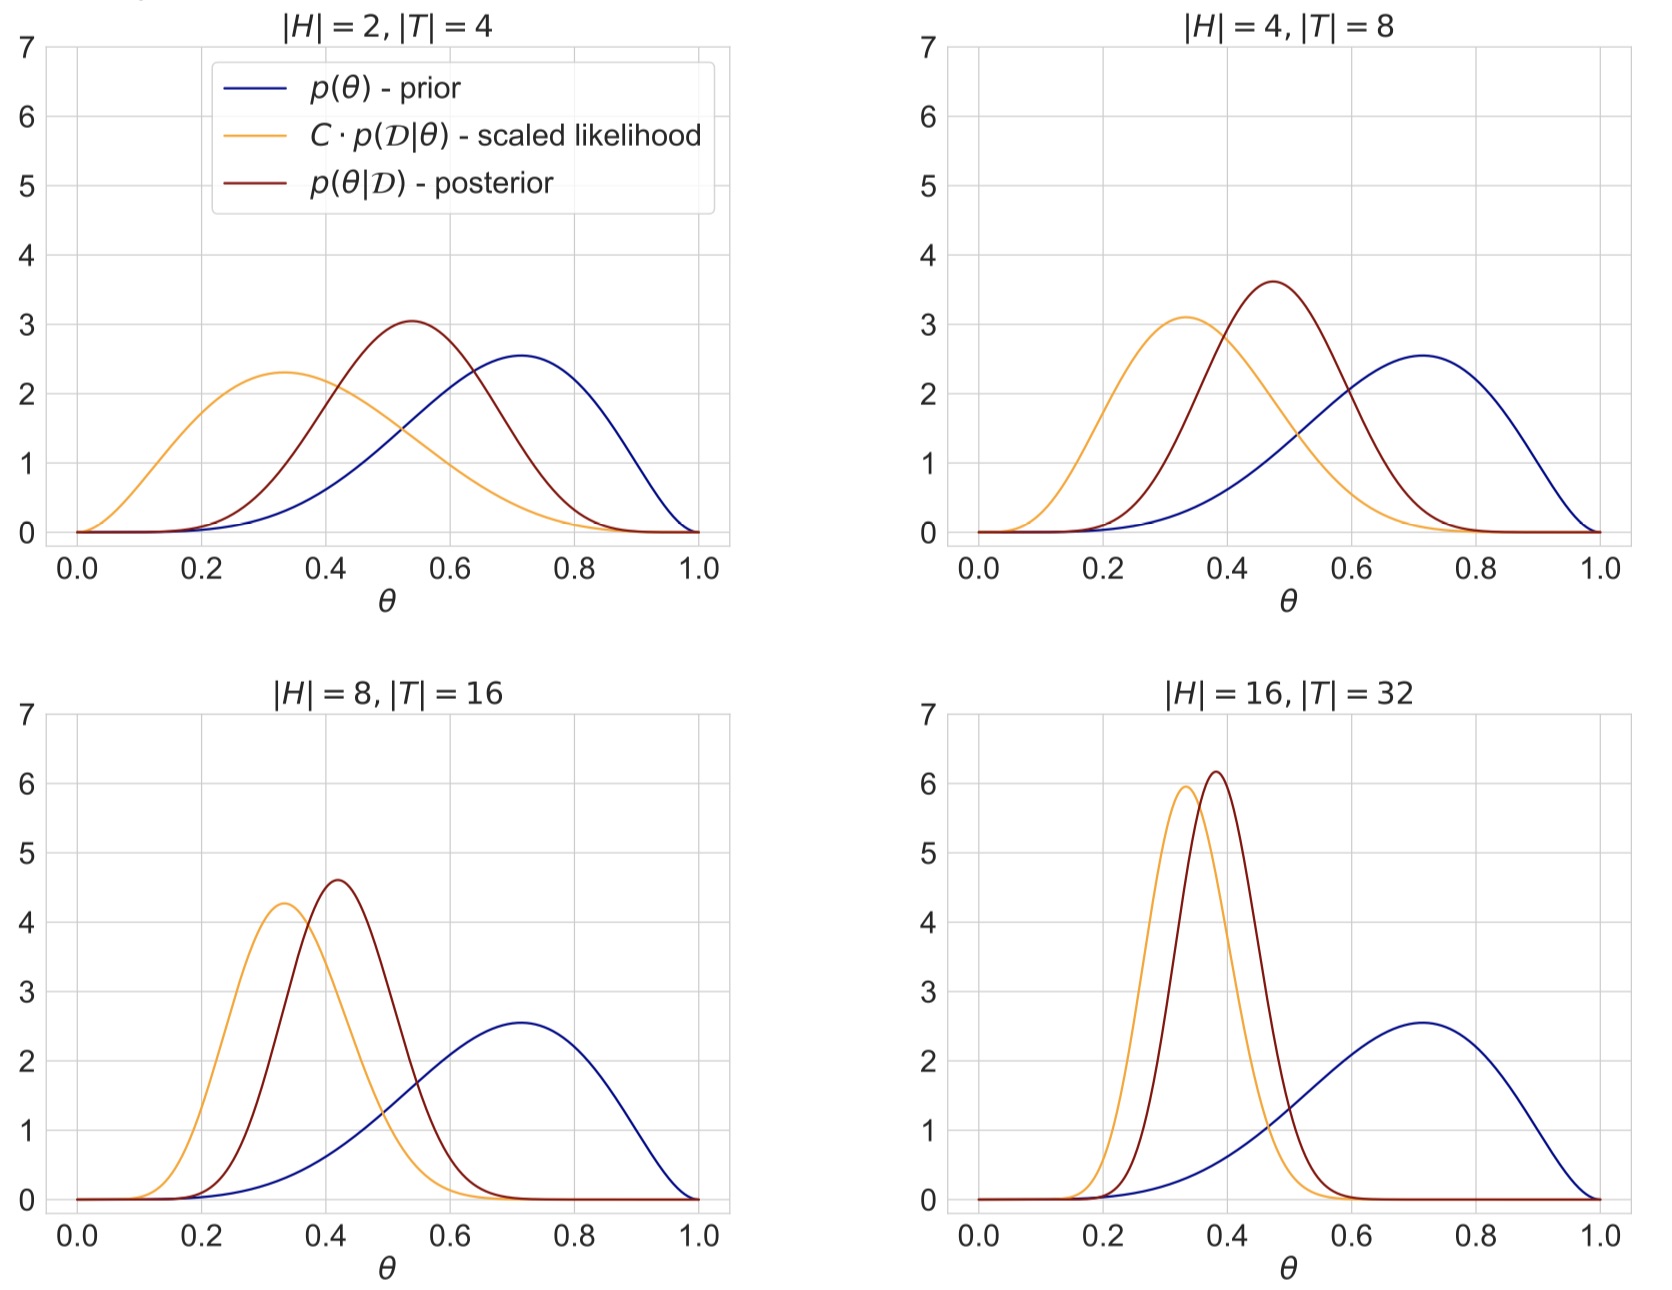 |H| = 2, |T| = 4
7
6
5
4
3
2
1
0
p(θ) - prior
C · p(𝒟|θ) - scaled likelihood
p(θ|𝒟) - posterior
0.0 0.2 0.4 0.6 0.8 1.0
θ
|H| = 4, |T| = 8
7
6
5
4
3
2
1
0
0.0 0.2 0.4 0.6 0.8 1.0
θ
|H| = 8, |T| = 16
7
6
5
4
3
2
1
0
0.0 0.2 0.4 0.6 0.8 1.0
θ
|H| = 16, |T| = 32
7
6
5
4
3
2
1
0
0.0 0.2 0.4 0.6 0.8 1.0
θ